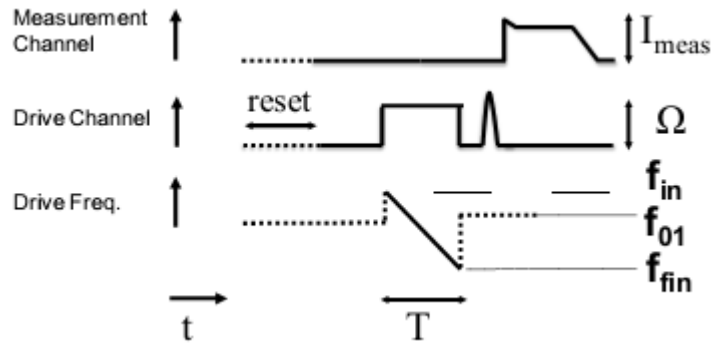 Measurement
Channel
I_meas
reset
Drive Channel
Ω
f_in
Drive Freq.
f_01
f_fin
t
T